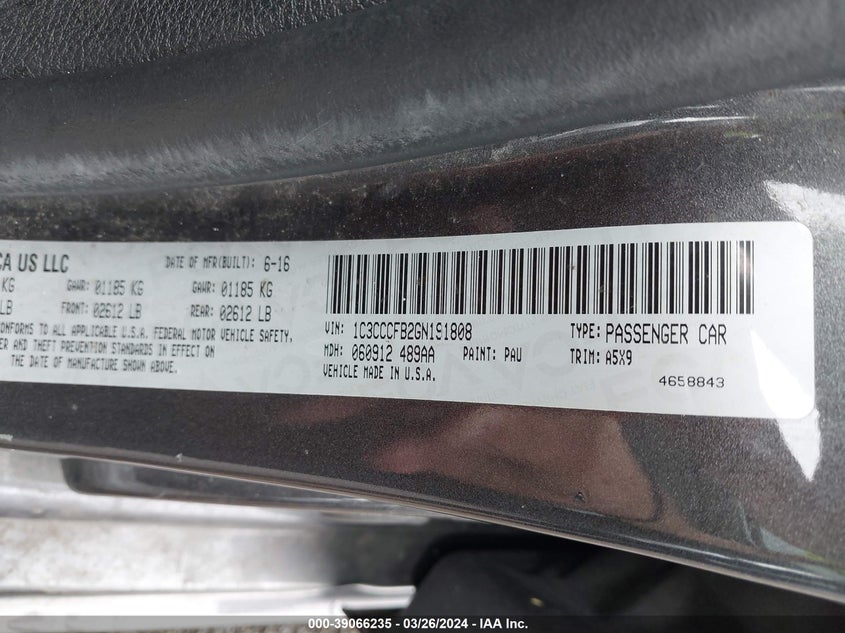 CA US LLC
DATE OF MFR(BUILT): 6-16
KG GAWR: 01185 KG GAWR: 01185 KG
LB FRONT: 02612 LB REAR: 02612 LB
CONFORMS TO ALL APPLICABLE U.S.A. FEDERAL MOTOR VEHICLE SAFETY,
ER AND THEFT PREVENTION STANDARDS IN EFFECT ON
THE DATE OF MANUFACTURE SHOWN ABOVE.
VIN: 1C3CCCFB2GN191808 TYPE: PASSENGER CAR
MDH: 060912 489AA PAINT: PAU TRIM: A5X9
VEHICLE MADE IN U.S.A.
4658843
000-39066235 - 03/26/2024 - IAA Inc.